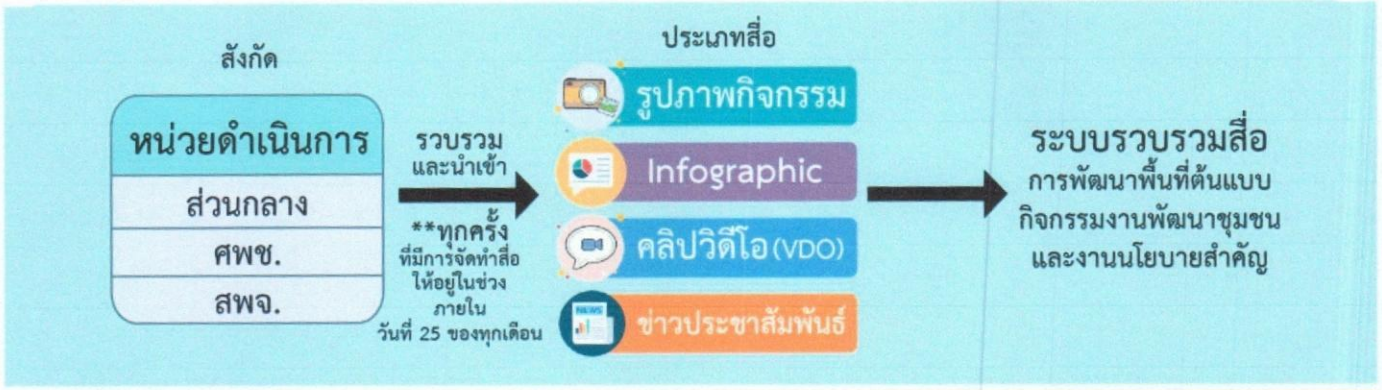 สังกัด
หน่วยดำเนินการ
ส่วนกลาง
ศพช.
สพจ.
รวบรวม
และนำเข้า
**ทุกครั้ง
ที่มีการจัดทำสื่อ
ให้อยู่ในช่วง
ภายใน
วันที่ 25 ของทุกเดือน
ประเภทสื่อ
รูปภาพกิจกรรม
Infographic
คลิปวิดีโอ (VDO)
NEWS
ข่าวประชาสัมพันธ์
ระบบรวบรวมสื่อ
การพัฒนาพื้นที่ต้นแบบ
กิจกรรมงานพัฒนาชุมชน
และงานนโยบายสำคัญ